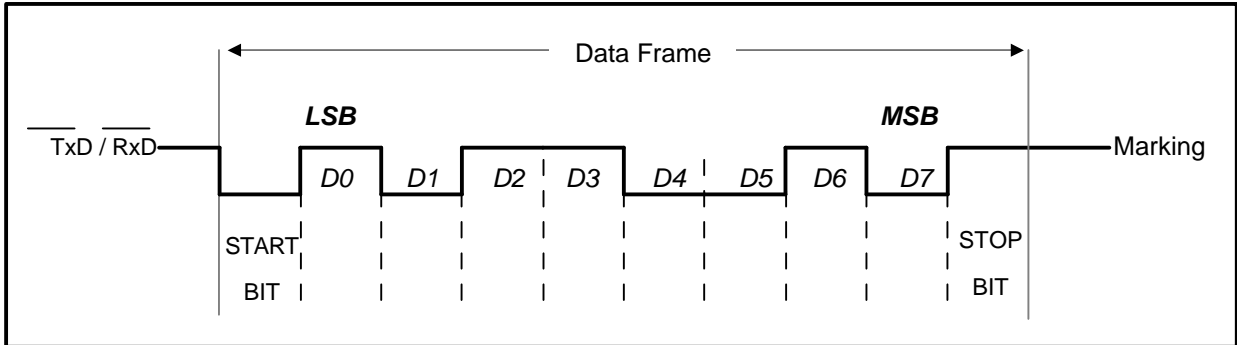 Data Frame
LSB MSB
TxD / RxD Marking
D0 D1 D2 D3 D4 D5 D6 D7
START STOP
BIT BIT